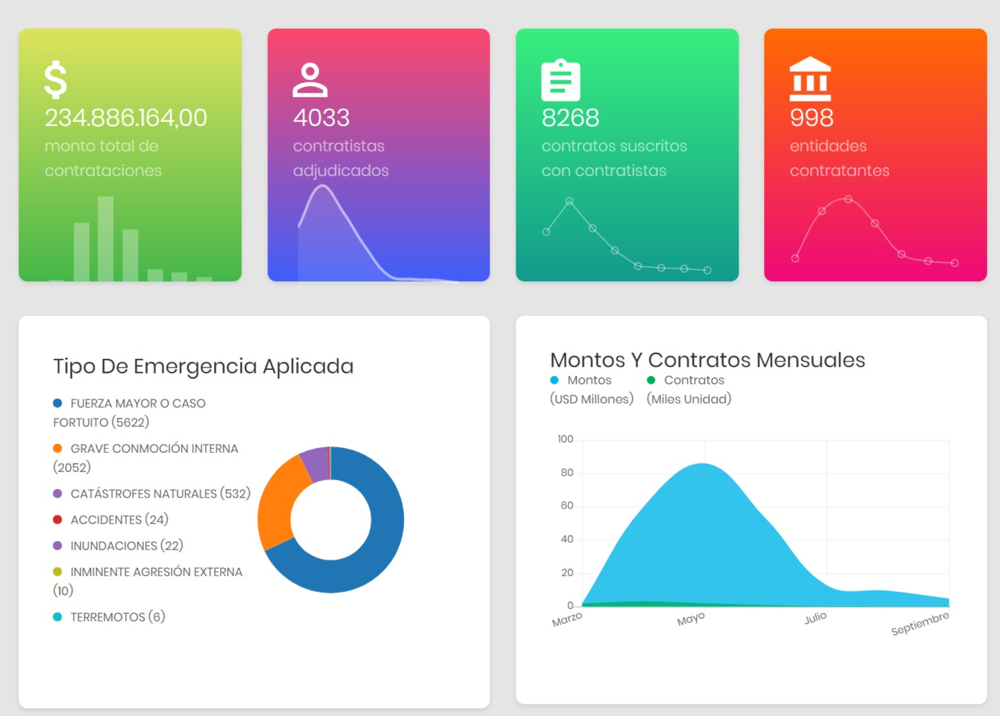 $
234.886.164,00
monto total de
contrataciones
4033
contratistas
adjudicados
8268
contratos suscritos
con contratistas
998
entidades
contratantes
Tipo De Emergencia Aplicada
FUERZA MAYOR O CASO
FORTUITO (5622)
GRAVE CONMOCIÓN INTERNA
(2052)
CATÁSTROFES NATURALES (532)
ACCIDENTES (24)
INUNDACIONES (22)
INMINENTE AGRESIÓN EXTERNA
(10)
TERREMOTOS (6)
Montos Y Contratos Mensuales
Montos Contratos
(USD Millones) (Miles Unidad)
100
80
60
40
20
0
Marzo Mayo Julio Septiembre